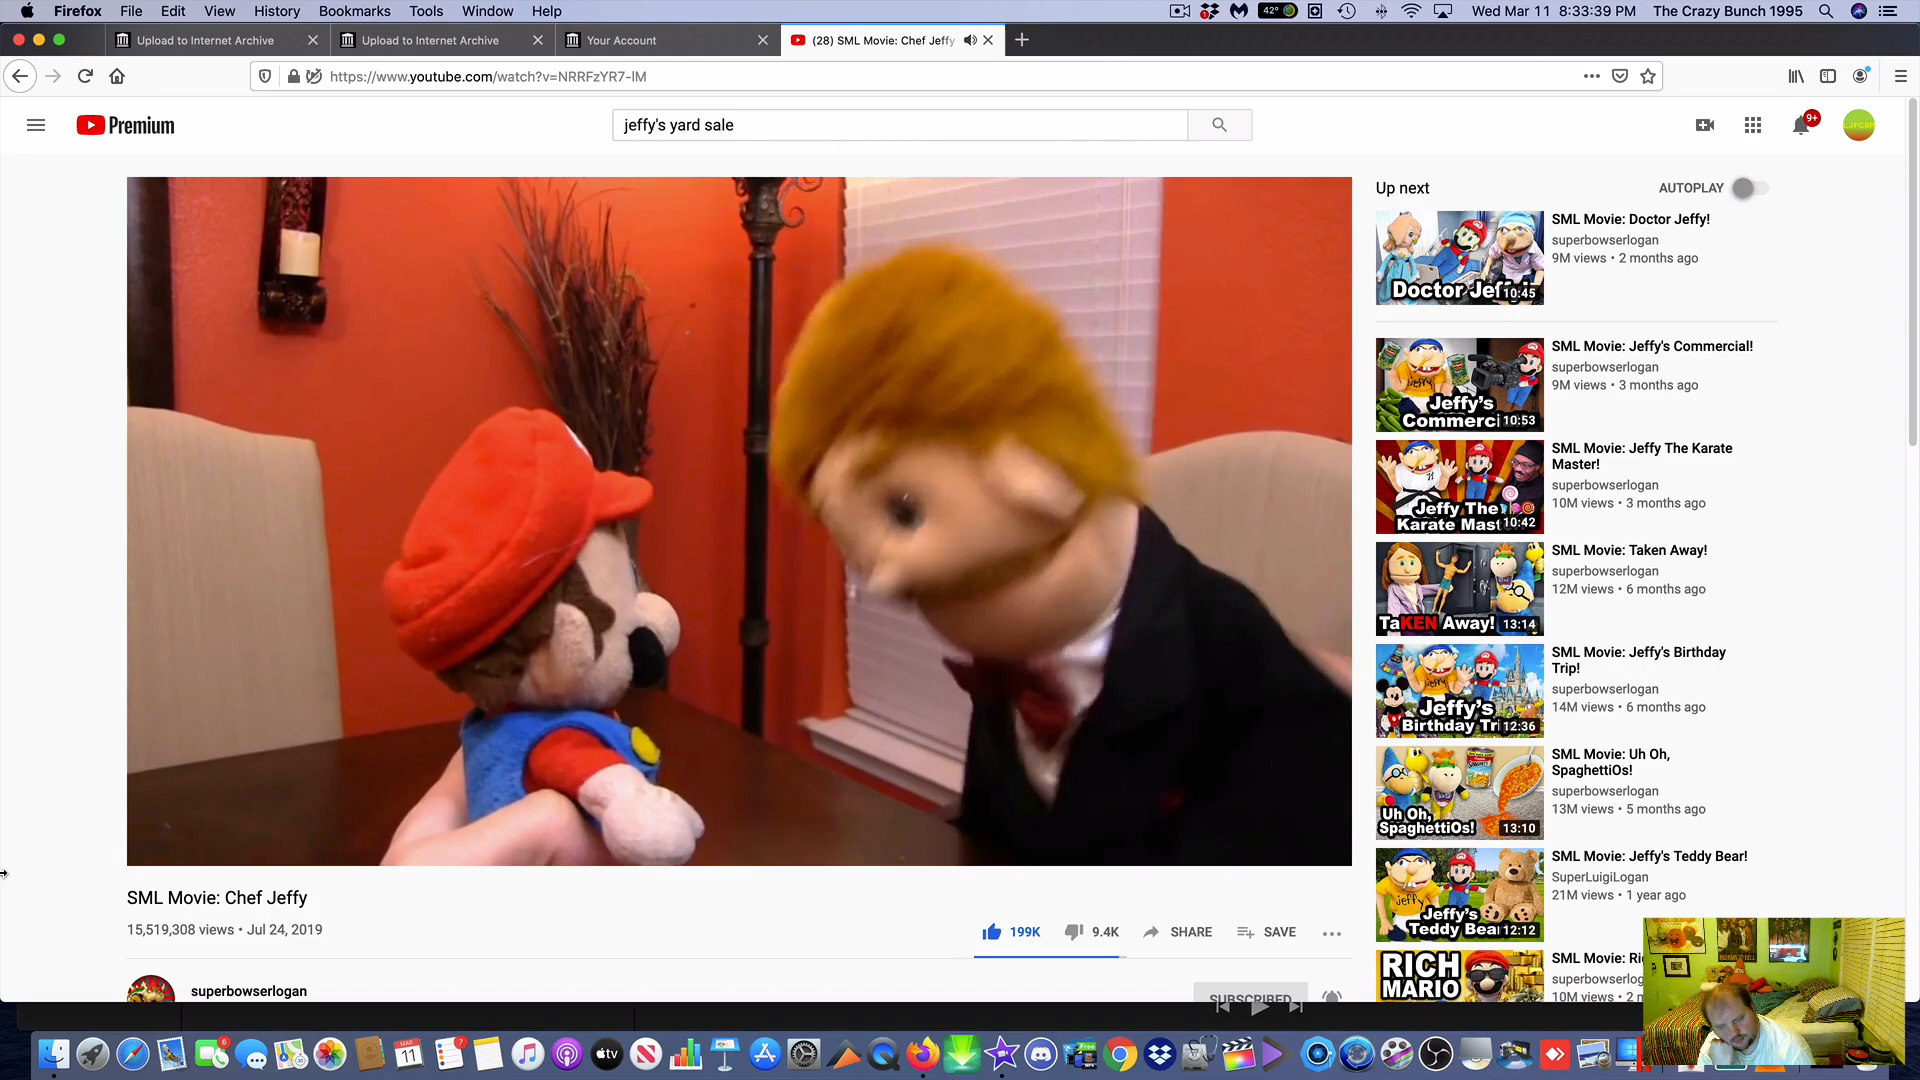 Firefox File Edit View History Bookmarks Tools Window Help 42° Wed Mar 11 8:33:39 PM The Crazy Bunch 1995
Upload to Internet Archive Upload to Internet Archive Your Account (28) SML Movie: Chef Jeffy
https://www.youtube.com/watch?v=NRRFzYR7-IM
Premium jeffy's yard sale 9+
Up next AUTOPLAY
SML Movie: Doctor Jeffy!
superbowserlogan
9M views • 2 months ago
Doctor Jef 10:45
SML Movie: Jeffy's Commercial!
superbowserlogan
9M views • 3 months ago
Jeffy's
Commerci 10:53
SML Movie: Jeffy The Karate
Master!
superbowserlogan
10M views • 3 months ago
Jeffy The
Karate Mas 10:42
SML Movie: Taken Away!
superbowserlogan
12M views • 6 months ago
TaKEN Away! 13:14
SML Movie: Jeffy's Birthday
Trip!
superbowserlogan
14M views • 6 months ago
Jeffy's
Birthday Tri 12:36
SML Movie: Uh Oh,
SpaghettiOs!
superbowserlogan
13M views • 5 months ago
Uh Oh,
SpaghettiOs! 13:10
SML Movie: Jeffy's Teddy Bear!
SuperLuigiLogan
21M views • 1 year ago
jeffy
Jeffy's
Teddy Bea 12:12
SML Movie: Ri
superbowserloga
10M views • 2 m
RICH
MARIO
SML Movie: Chef Jeffy
15,519,308 views • Jul 24, 2019
199K 9.4K SHARE SAVE
superbowserlogan
SUBSCRIBED
6 MAR 11 7 tv